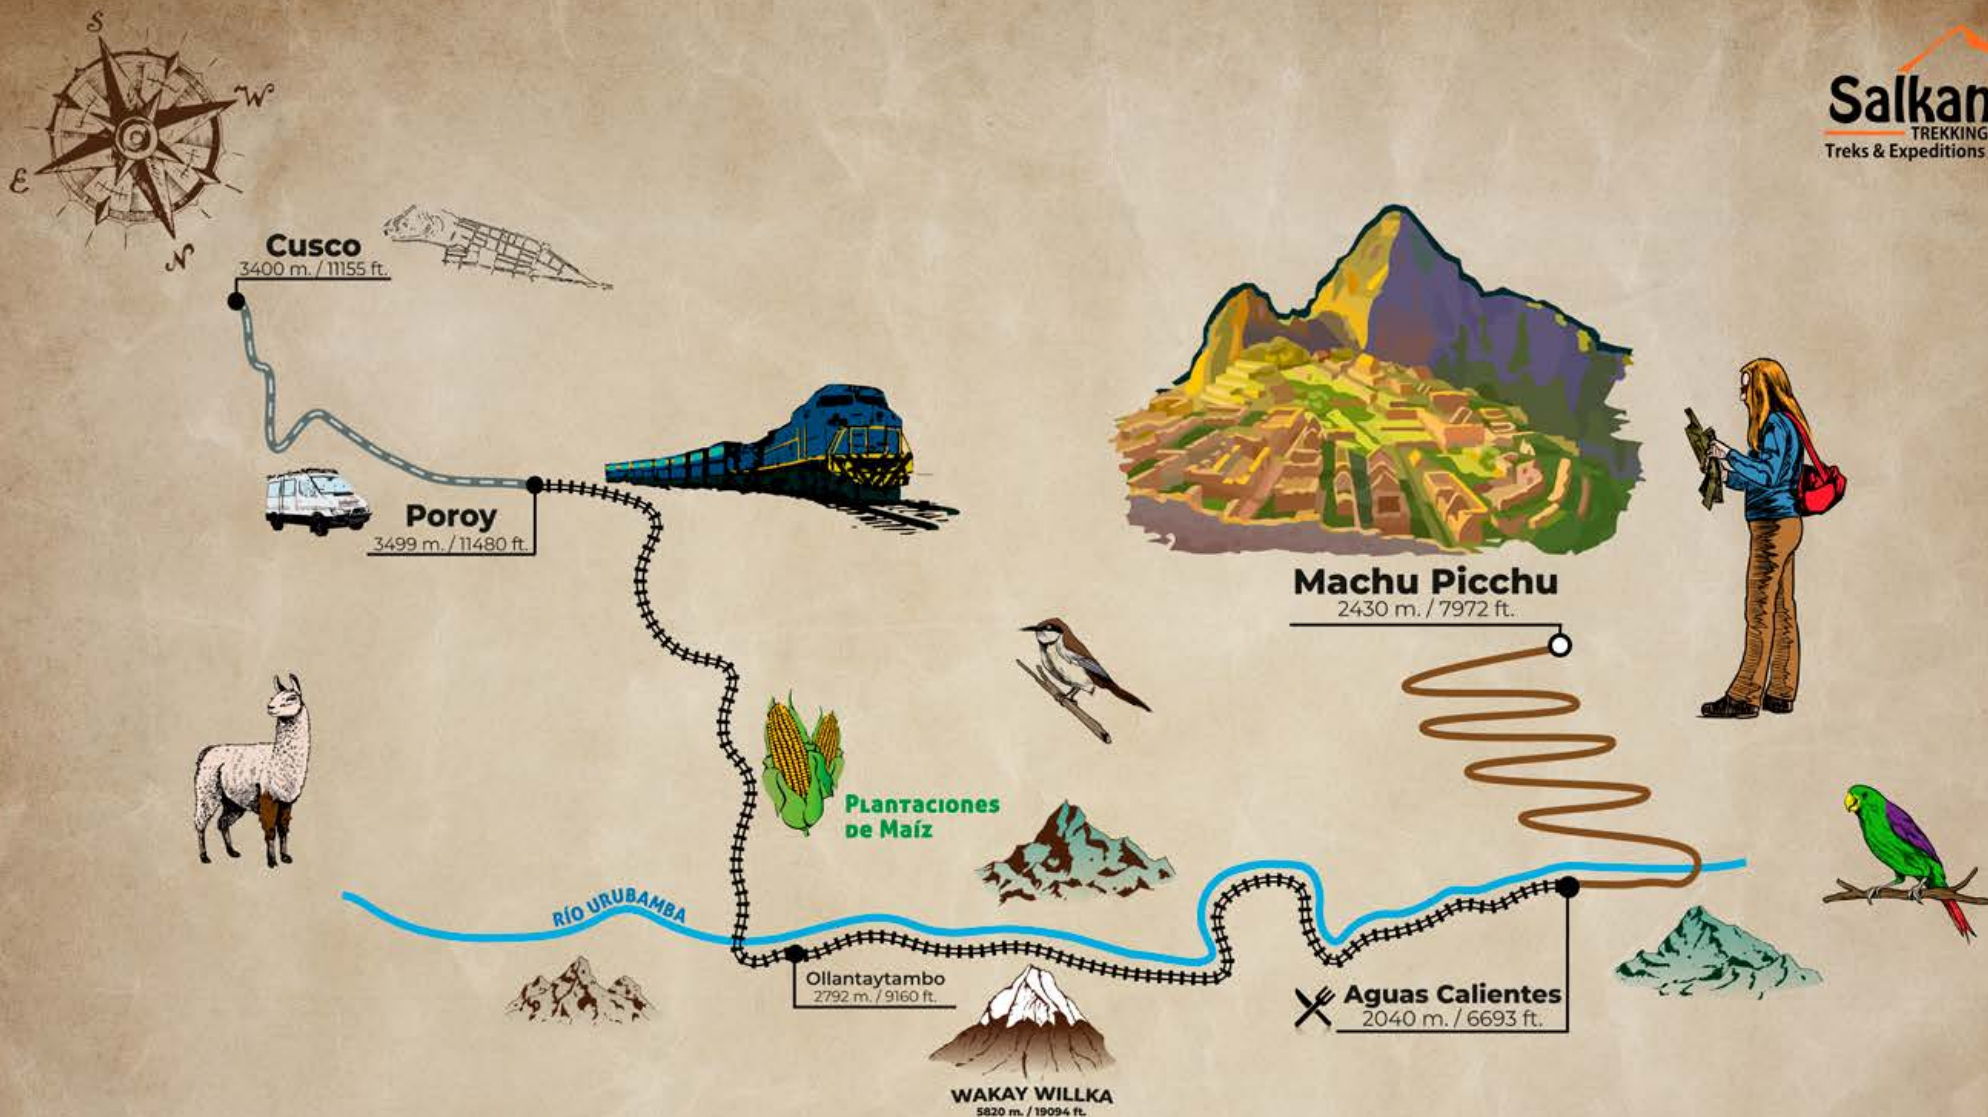 S
W
E
N
Salkan
TREKKING
Treks & Expeditions
Cusco
3400 m. / 11155 ft.
Poroy
3499 m. / 11480 ft.
Machu Picchu
2430 m. / 7972 ft.
Plantaciones
de Maíz
RÍO URUBAMBA
Ollantaytambo
2792 m. / 9160 ft.
Aguas Calientes
2040 m. / 6693 ft.
WAKAY WILLKA
5820 m. / 19094 ft.